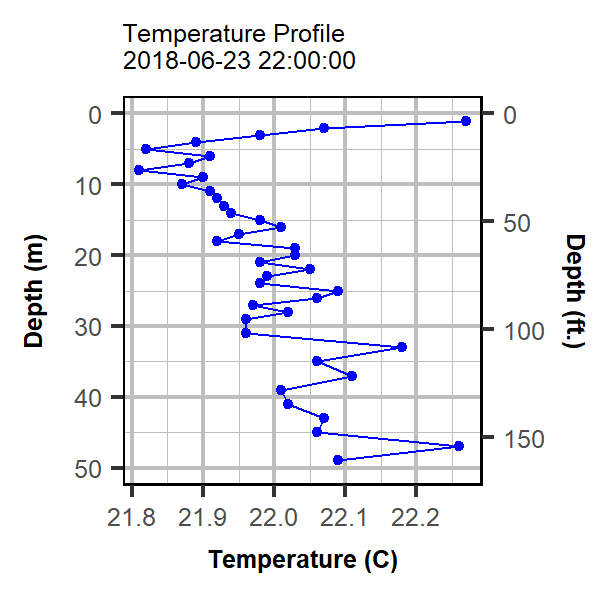 Temperature Profile
2018-06-23 22:00:00
0
10
20
30
40
50
Depth (m)
0
50
100
150
Depth (ft.)
21.8 21.9 22.0 22.1 22.2
Temperature (C)